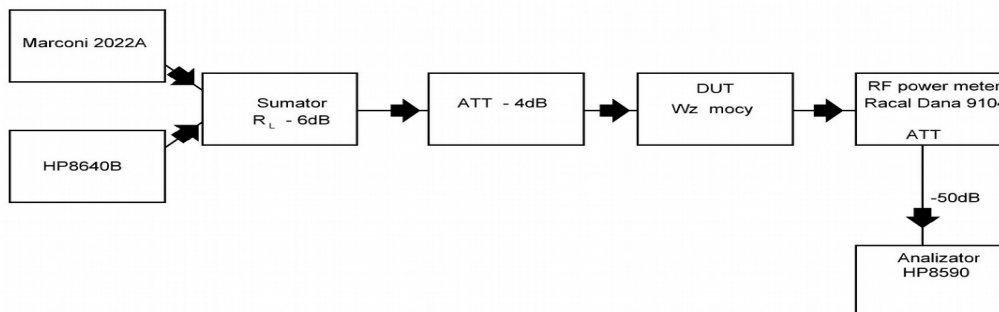 Marconi 2022A
HP8640B
Sumator
R L - 6dB
ATT - 4dB
DUT
Wz mocy
RF power meter
Racal Dana 9104
ATT
-50dB
Analizator
HP8590